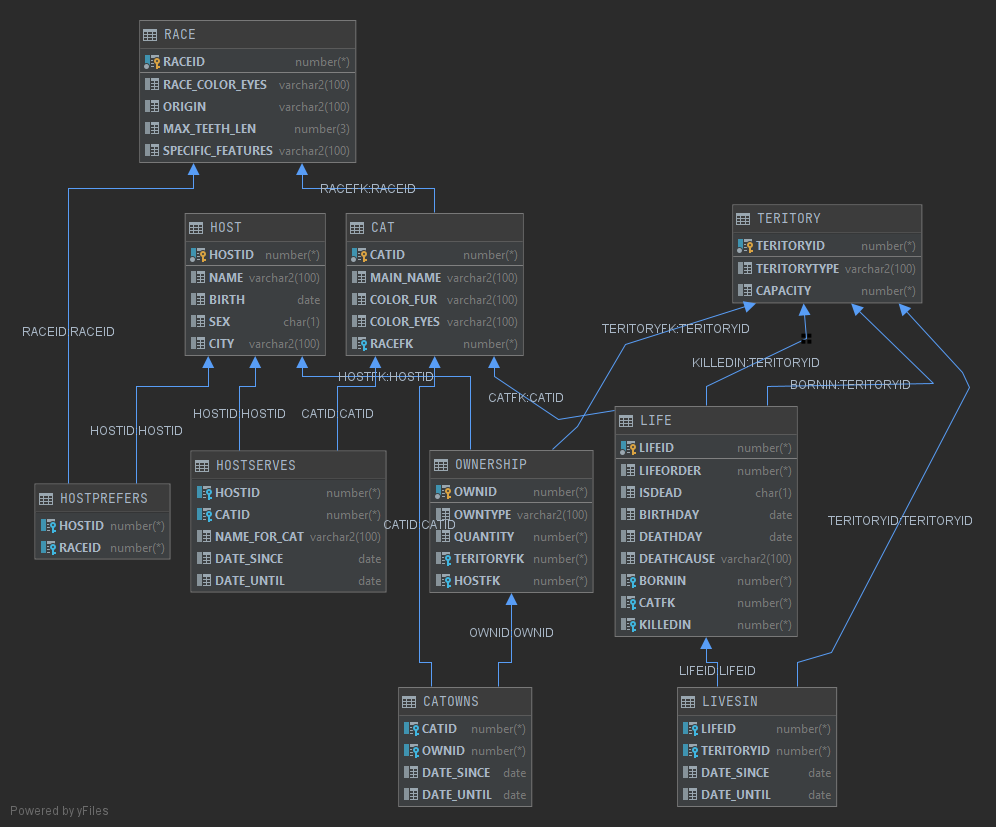 RACE
RACEID number(*)
RACE_COLOR_EYES varchar2(100)
ORIGIN varchar2(100)
MAX_TEETH_LEN number(3)
SPECIFIC_FEATURES varchar2(100)
RACEFK:RACEID
HOST
HOSTID number(*)
NAME varchar2(100)
BIRTH date
SEX char(1)
CITY varchar2(100)
CAT
CATID number(*)
MAIN_NAME varchar2(100)
COLOR_FUR varchar2(100)
COLOR_EYES varchar2(100)
RACEFK number(*)
TERITORY
TERITORYID number(*)
TERITORYTYPE varchar2(100)
CAPACITY number(*)
RACEID:RACEID
TERITORYFK:TERITORYID
KILLEDIN:TERITORYID
BORNIN:TERITORYID
HOSTFK:HOSTID
CATFK:CATID
HOSTID:HOSTID
CATID:CATID
HOSTID:HOSTID
HOSTPREFERS
HOSTID number(*)
RACEID number(*)
HOSTSERVES
HOSTID number(*)
CATID number(*)
NAME_FOR_CAT varchar2(100)
DATE_SINCE date
DATE_UNTIL date
CATID:CATID
OWNERSHIP
OWNID number(*)
OWNTYPE varchar2(100)
QUANTITY number(*)
TERITORYFK number(*)
HOSTFK number(*)
LIFE
LIFEID number(*)
LIFEORDER number(*)
ISDEAD char(1)
BIRTHDAY date
DEATHDAY date
DEATHCAUSE varchar2(100)
BORNIN number(*)
CATFK number(*)
KILLEDIN number(*)
TERITORYID:TERITORYID
OWNID:OWNID
LIFEID:LIFEID
CATOWNS
CATID number(*)
OWNID number(*)
DATE_SINCE date
DATE_UNTIL date
LIVESIN
LIFEID number(*)
TERITORYID number(*)
DATE_SINCE date
DATE_UNTIL date
Powered by yFiles